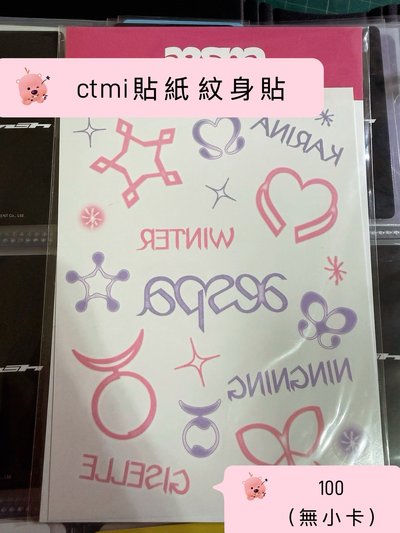 ctmi貼紙紋身貼
KARINA
WINTER
aespa
NINGNING
GISELLE
100
（無小卡）